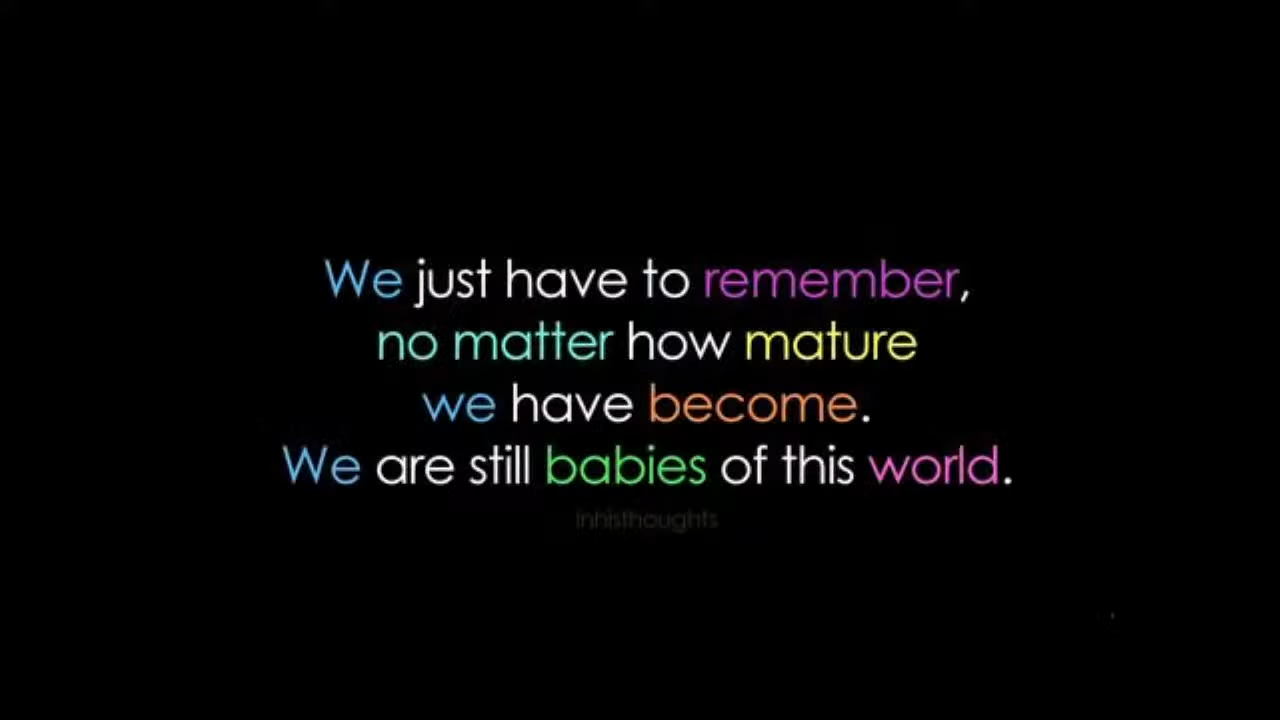 We just have to remember,
no matter how mature
we have become.
We are still babies of this world.
inhisthoughts